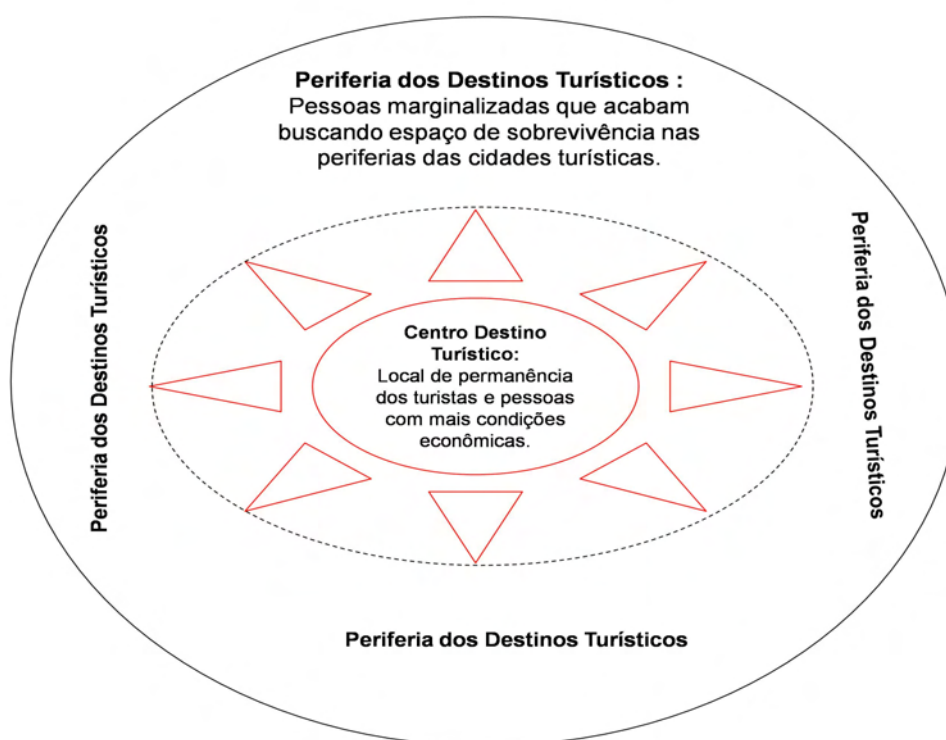 Periferia dos Destinos Turísticos :
Pessoas marginalizadas que acabam
buscando espaço de sobrevivência nas
periferias das cidades turísticas.
Periferia dos Destinos Turísticos
Centro Destino
Turístico:
Local de permanência
dos turistas e pessoas
com mais condições
econômicas.
Periferia dos Destinos Turísticos
Periferia dos Destinos Turísticos